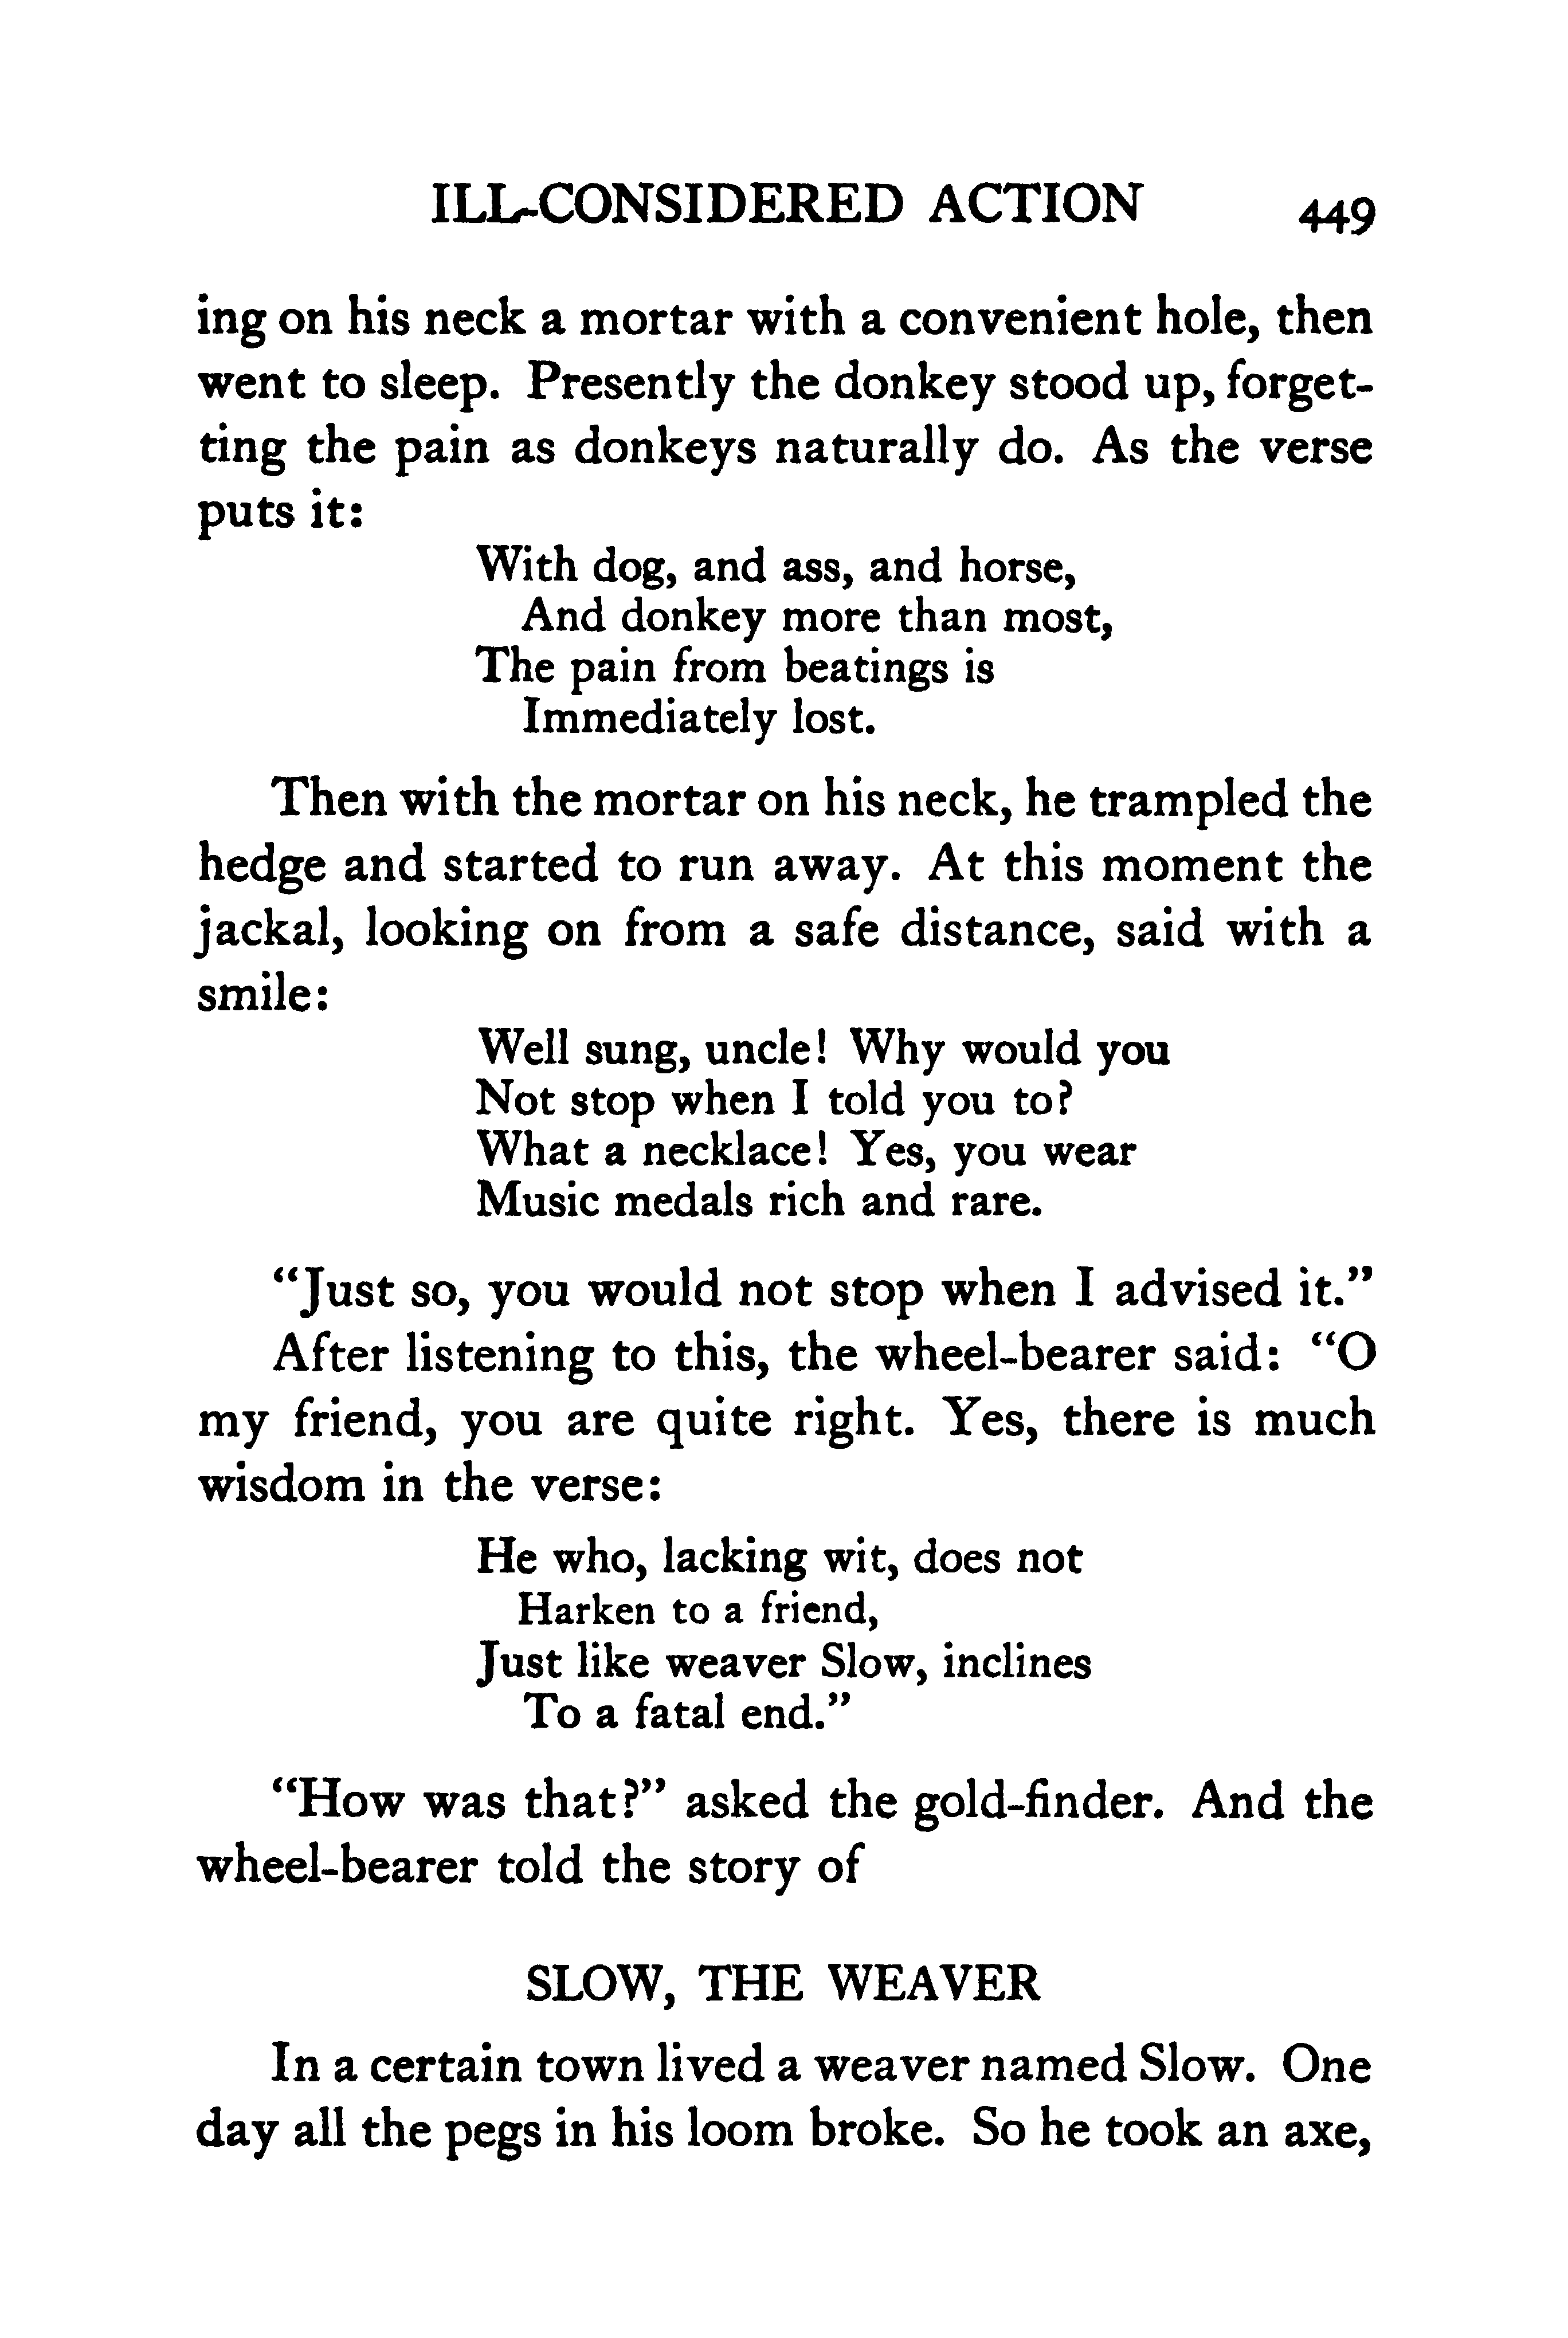 ILL-CONSIDERED ACTION 449
ing on his neck a mortar with a convenient hole, then
went to sleep. Presently the donkey stood up, forget-
ting the pain as donkeys naturally do. As the verse
puts it:
With dog, and ass, and horse,
And donkey more than most,
The pain from beatings is
Immediately lost.
Then with the mortar on his neck, he trampled the
hedge and started to run away. At this moment the
jackal, looking on from a safe distance, said with a
smile:
Well sung, uncle! Why would you
Not stop when I told you to?
What a necklace! Yes, you wear
Music medals rich and rare.
“Just so, you would not stop when I advised it.”
After listening to this, the wheel-bearer said: “O
my friend, you are quite right. Yes, there is much
wisdom in the verse:
He who, lacking wit, does not
Harken to a friend,
Just like weaver Slow, inclines
To a fatal end.”
“How was that?” asked the gold-finder. And the
wheel-bearer told the story of
SLOW, THE WEAVER
In a certain town lived a weaver named Slow. One
day all the pegs in his loom broke. So he took an axe,